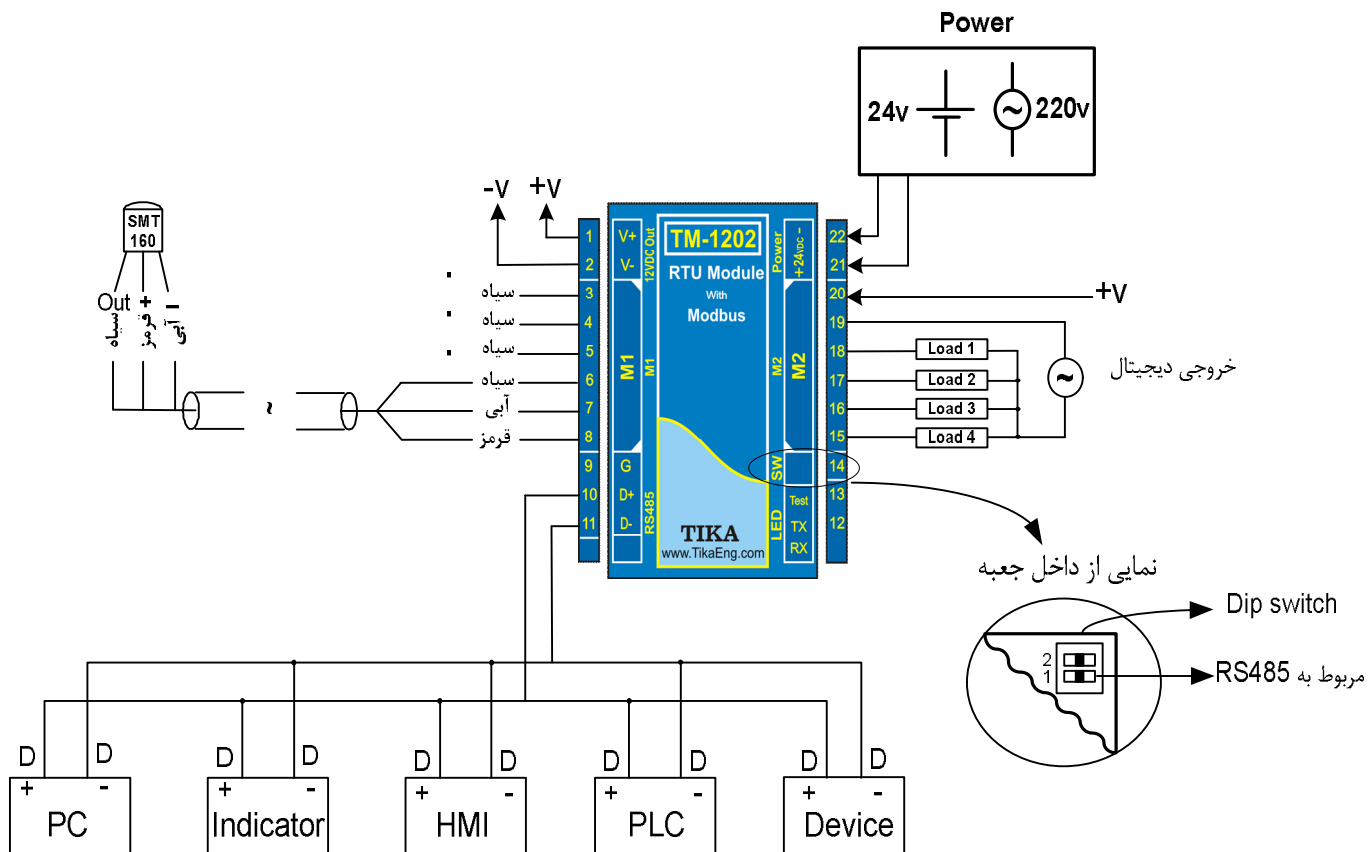 Power
24v
220v
-V
+V
SMT
160
Out
+
−
سیاه
قرمز
آبی
~
سیاه
سیاه
سیاه
سیاه
آبی
قرمز
1
2
3
4
5
6
7
8
9
10
11
V+
V-
12VDC Out
M1
M1
G
D+
D-
RS485
TM-1202
RTU Module
With
Modbus
TIKA
www.TikaEng.com
Power
+24VDC -
M2
M2
SW
LED
Test
TX
RX
22
21
20
19
18
17
16
15
14
13
12
+V
Load 1
Load 2
Load 3
Load 4
~
خروجی دیجیتال
نمایی از داخل جعبه
Dip switch
2
1
مربوط به RS485
D D
+ -
PC
D D
+ -
Indicator
D D
+ -
HMI
D D
+ -
PLC
D D
+ -
Device